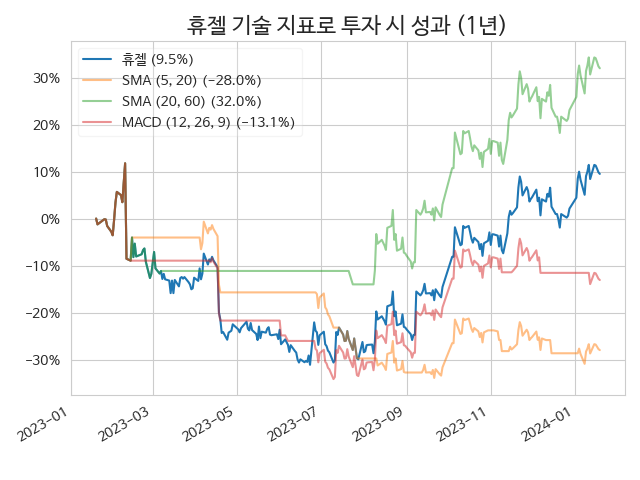 휴젤 기술 지표로 투자 시 성과 (1년)
휴젤 (9.5%)
SMA (5, 20) (−28.0%)
SMA (20, 60) (32.0%)
MACD (12, 26, 9) (−13.1%)
30%
20%
10%
0%
−10%
−20%
−30%
2023-01
2023-03
2023-05
2023-07
2023-09
2023-11
2024-01